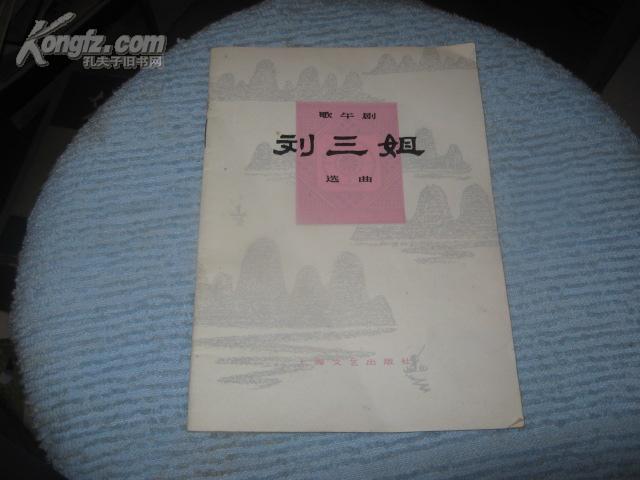 Kongfz.com
孔夫子旧书网
歌午剧
刘三姐
选曲
上海文艺出版社